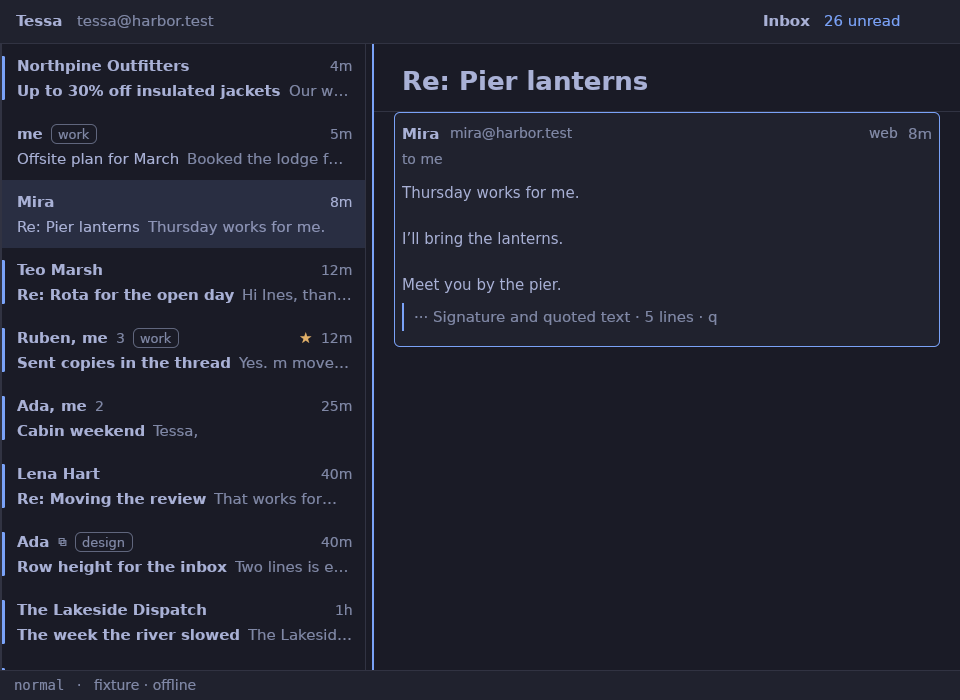 Tessa tessa@harbor.test
Inbox 26 unread
Northpine Outfitters 4m
Up to 30% off insulated jackets Our w…
me work 5m
Offsite plan for March Booked the lodge f…
Mira 8m
Re: Pier lanterns Thursday works for me.
Teo Marsh 12m
Re: Rota for the open day Hi Ines, than…
Ruben, me 3 work ★ 12m
Sent copies in the thread Yes. m move…
Ada, me 2 25m
Cabin weekend Tessa,
Lena Hart 40m
Re: Moving the review That works for…
Ada ⧉ design 40m
Row height for the inbox Two lines is e…
The Lakeside Dispatch 1h
The week the river slowed The Lakesid…
Re: Pier lanterns
Mira mira@harbor.test web 8m
to me
Thursday works for me.
I’ll bring the lanterns.
Meet you by the pier.
··· Signature and quoted text · 5 lines · q
normal · fixture · offline